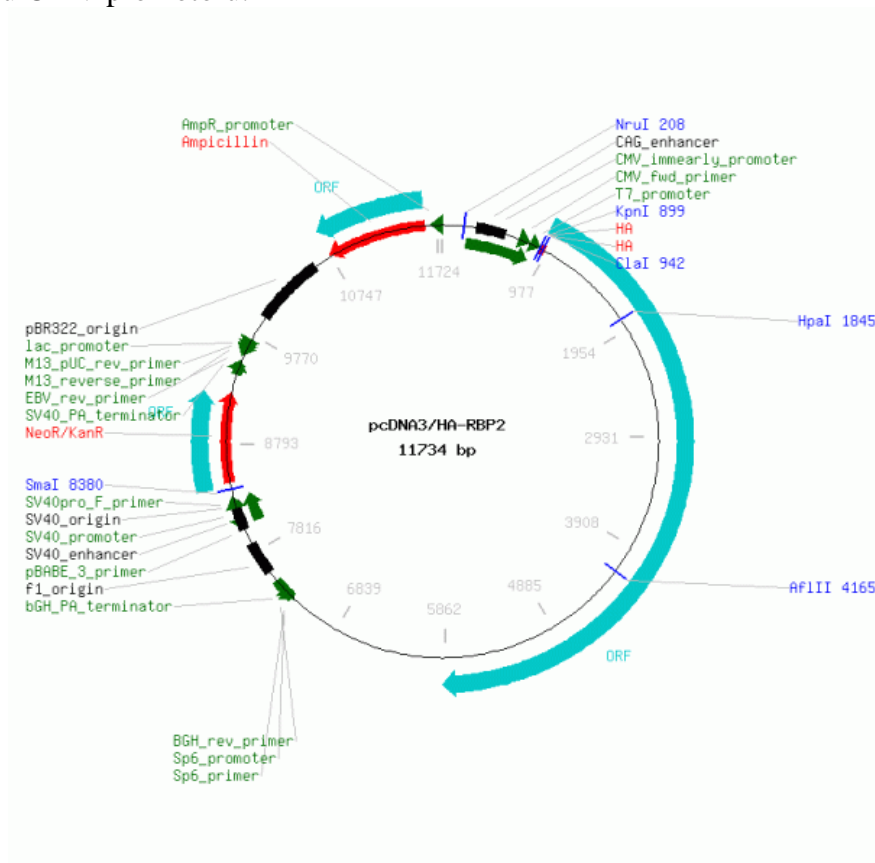 AmpR_promoter
Ampicillin
ORF
NruI 208
CAG_enhancer
CMV_immearly_promoter
CMV_fwd_primer
T7_promoter
KpnI 899
HA
HA
ClaI 942
11724
977
10747
HpaI 1845
1954
pBR322_origin
lac_promoter
M13_pUC_rev_primer
M13_reverse_primer
EBV_rev_primer
SV40_PA_terminator
ORF
NeoR/KanR
9770
pcDNA3/HA-RBP2
11734 bp
2931
8793
SmaI 8380
SV40pro_F_primer
SV40_origin
SV40_promoter
SV40_enhancer
pBABE_3_primer
f1_origin
bGH_PA_terminator
7816
3908
AflII 4165
6839
4885
5862
ORF
BGH_rev_primer
Sp6_promoter
Sp6_primer